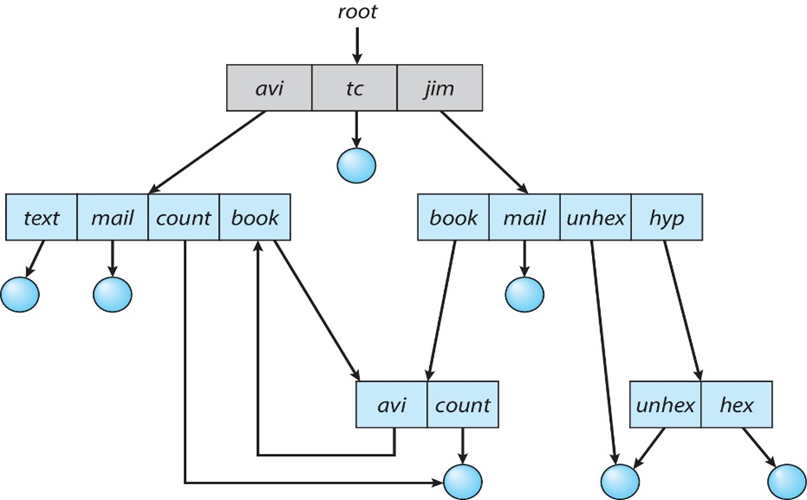 root
avi tc jim
text mail count book
book mail unhex hyp
avi count
unhex hex